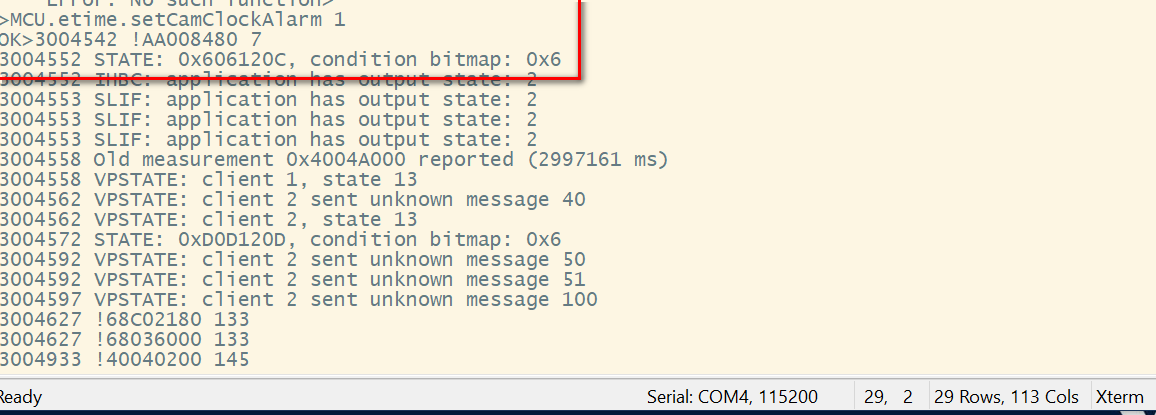 Error: No such function>
>MCU.etime.setCamClockAlarm 1
OK>3004542 !AA008480 7
3004552 STATE: 0x606120C, condition bitmap: 0x6
3004552 IHBC: application has output state: 2
3004553 SLIF: application has output state: 2
3004553 SLIF: application has output state: 2
3004553 SLIF: application has output state: 2
3004558 Old measurement 0x4004A000 reported (2997161 ms)
3004558 VPSTATE: client 1, state 13
3004562 VPSTATE: client 2 sent unknown message 40
3004562 VPSTATE: client 2, state 13
3004572 STATE: 0xD0D120D, condition bitmap: 0x6
3004592 VPSTATE: client 2 sent unknown message 50
3004592 VPSTATE: client 2 sent unknown message 51
3004597 VPSTATE: client 2 sent unknown message 100
3004627 !68C02180 133
3004627 !68036000 133
3004933 !40040200 145
Ready Serial: COM4, 115200 29, 2 29 Rows, 113 Cols Xterm